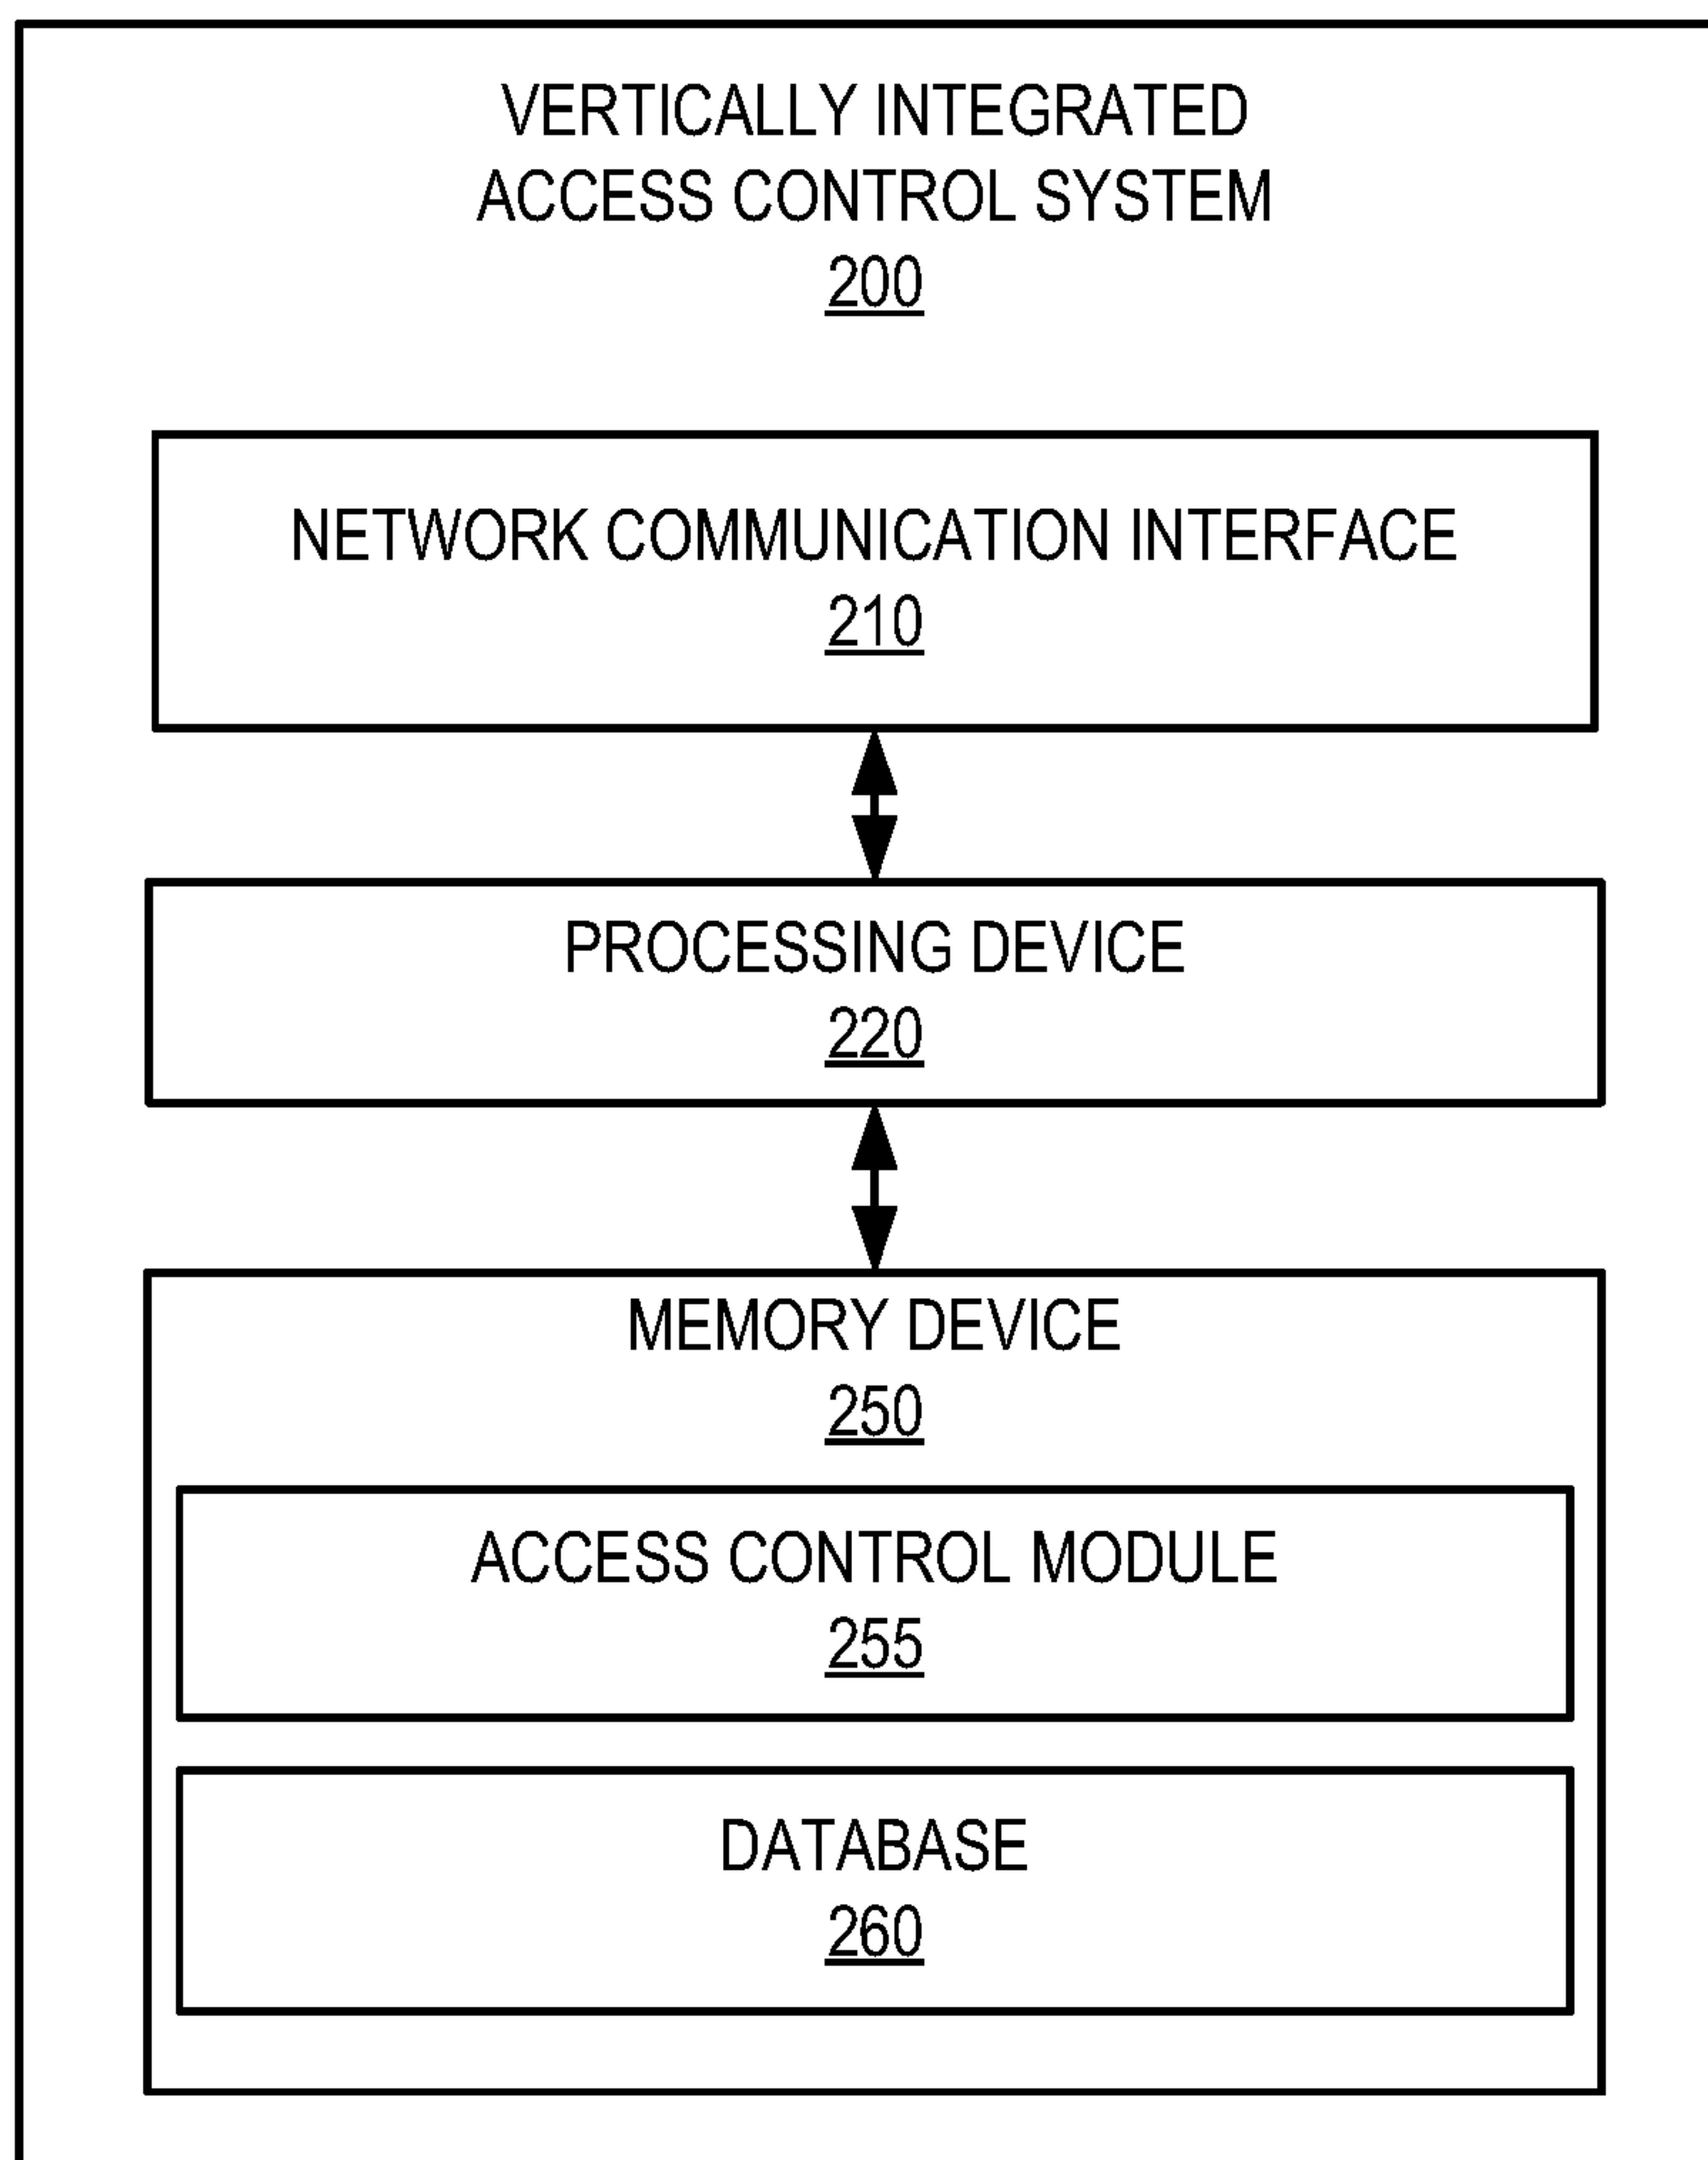 VERTICALLY INTEGRATED
ACCESS CONTROL SYSTEM
200
NETWORK COMMUNICATION INTERFACE
210
PROCESSING DEVICE
220
MEMORY DEVICE
250
ACCESS CONTROL MODULE
255
DATABASE
260